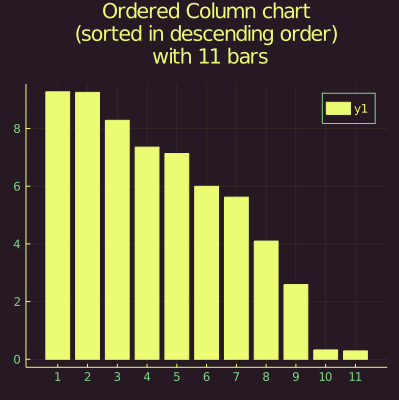 Ordered Column chart
(sorted in descending order)
with 11 bars
y1
8
6
4
2
0
1 2 3 4 5 6 7 8 9 10 11